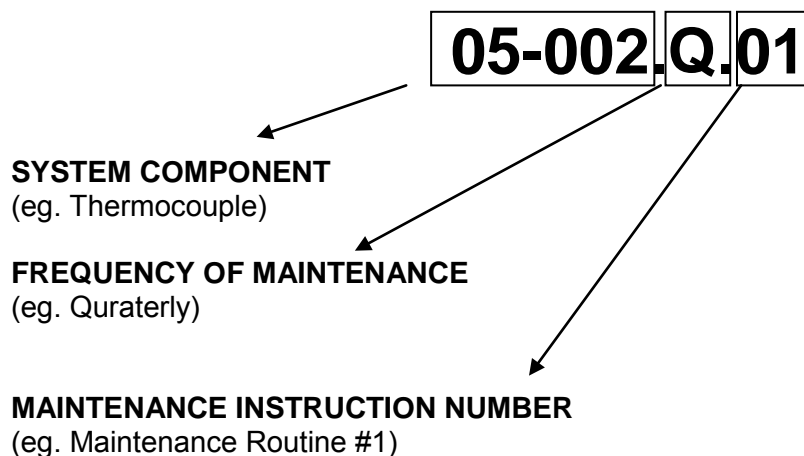 05-002.Q.01
SYSTEM COMPONENT
(eg. Thermocouple)
FREQUENCY OF MAINTENANCE
(eg. Quraterly)
MAINTENANCE INSTRUCTION NUMBER
(eg. Maintenance Routine #1)